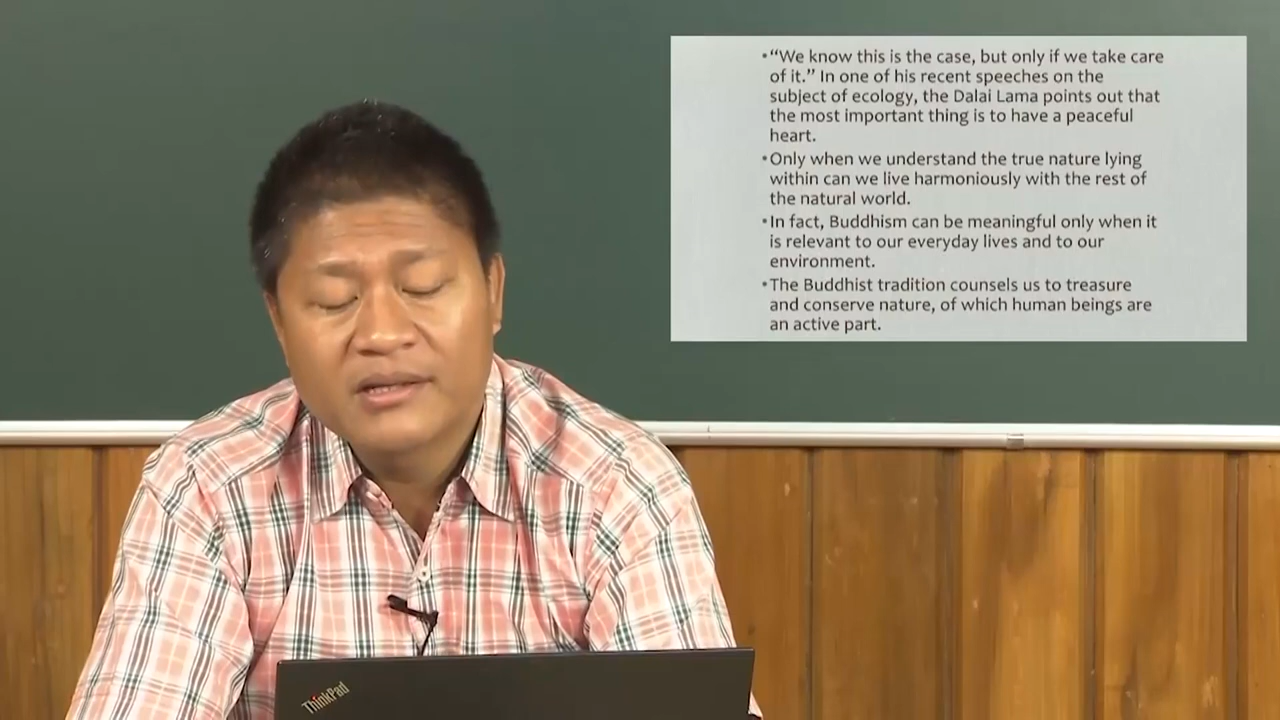 •“We know this is the case, but only if we take care
of it.” In one of his recent speeches on the
subject of ecology, the Dalai Lama points out that
the most important thing is to have a peaceful
heart.
•Only when we understand the true nature lying
within can we live harmoniously with the rest of
the natural world.
•In fact, Buddhism can be meaningful only when it
is relevant to our everyday lives and to our
environment.
•The Buddhist tradition counsels us to treasure
and conserve nature, of which human beings are
an active part.
ThinkPad